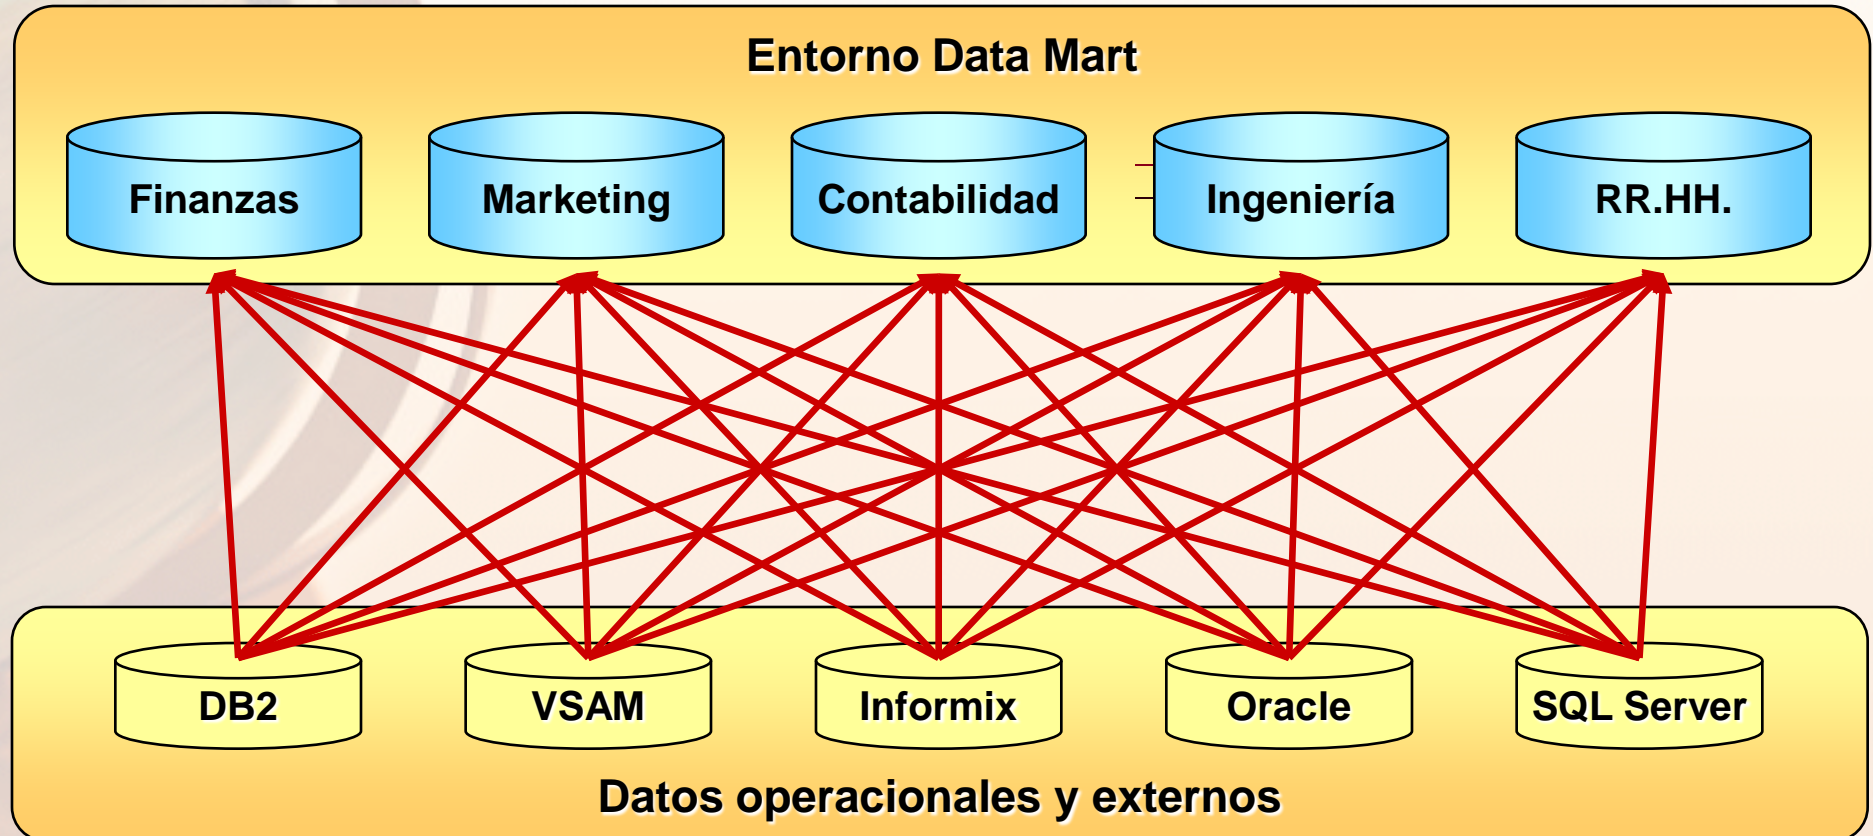 Entorno Data Mart
Finanzas
Marketing
Contabilidad
Ingeniería
RR.HH.
DB2
VSAM
Informix
Oracle
SQL Server
Datos operacionales y externos